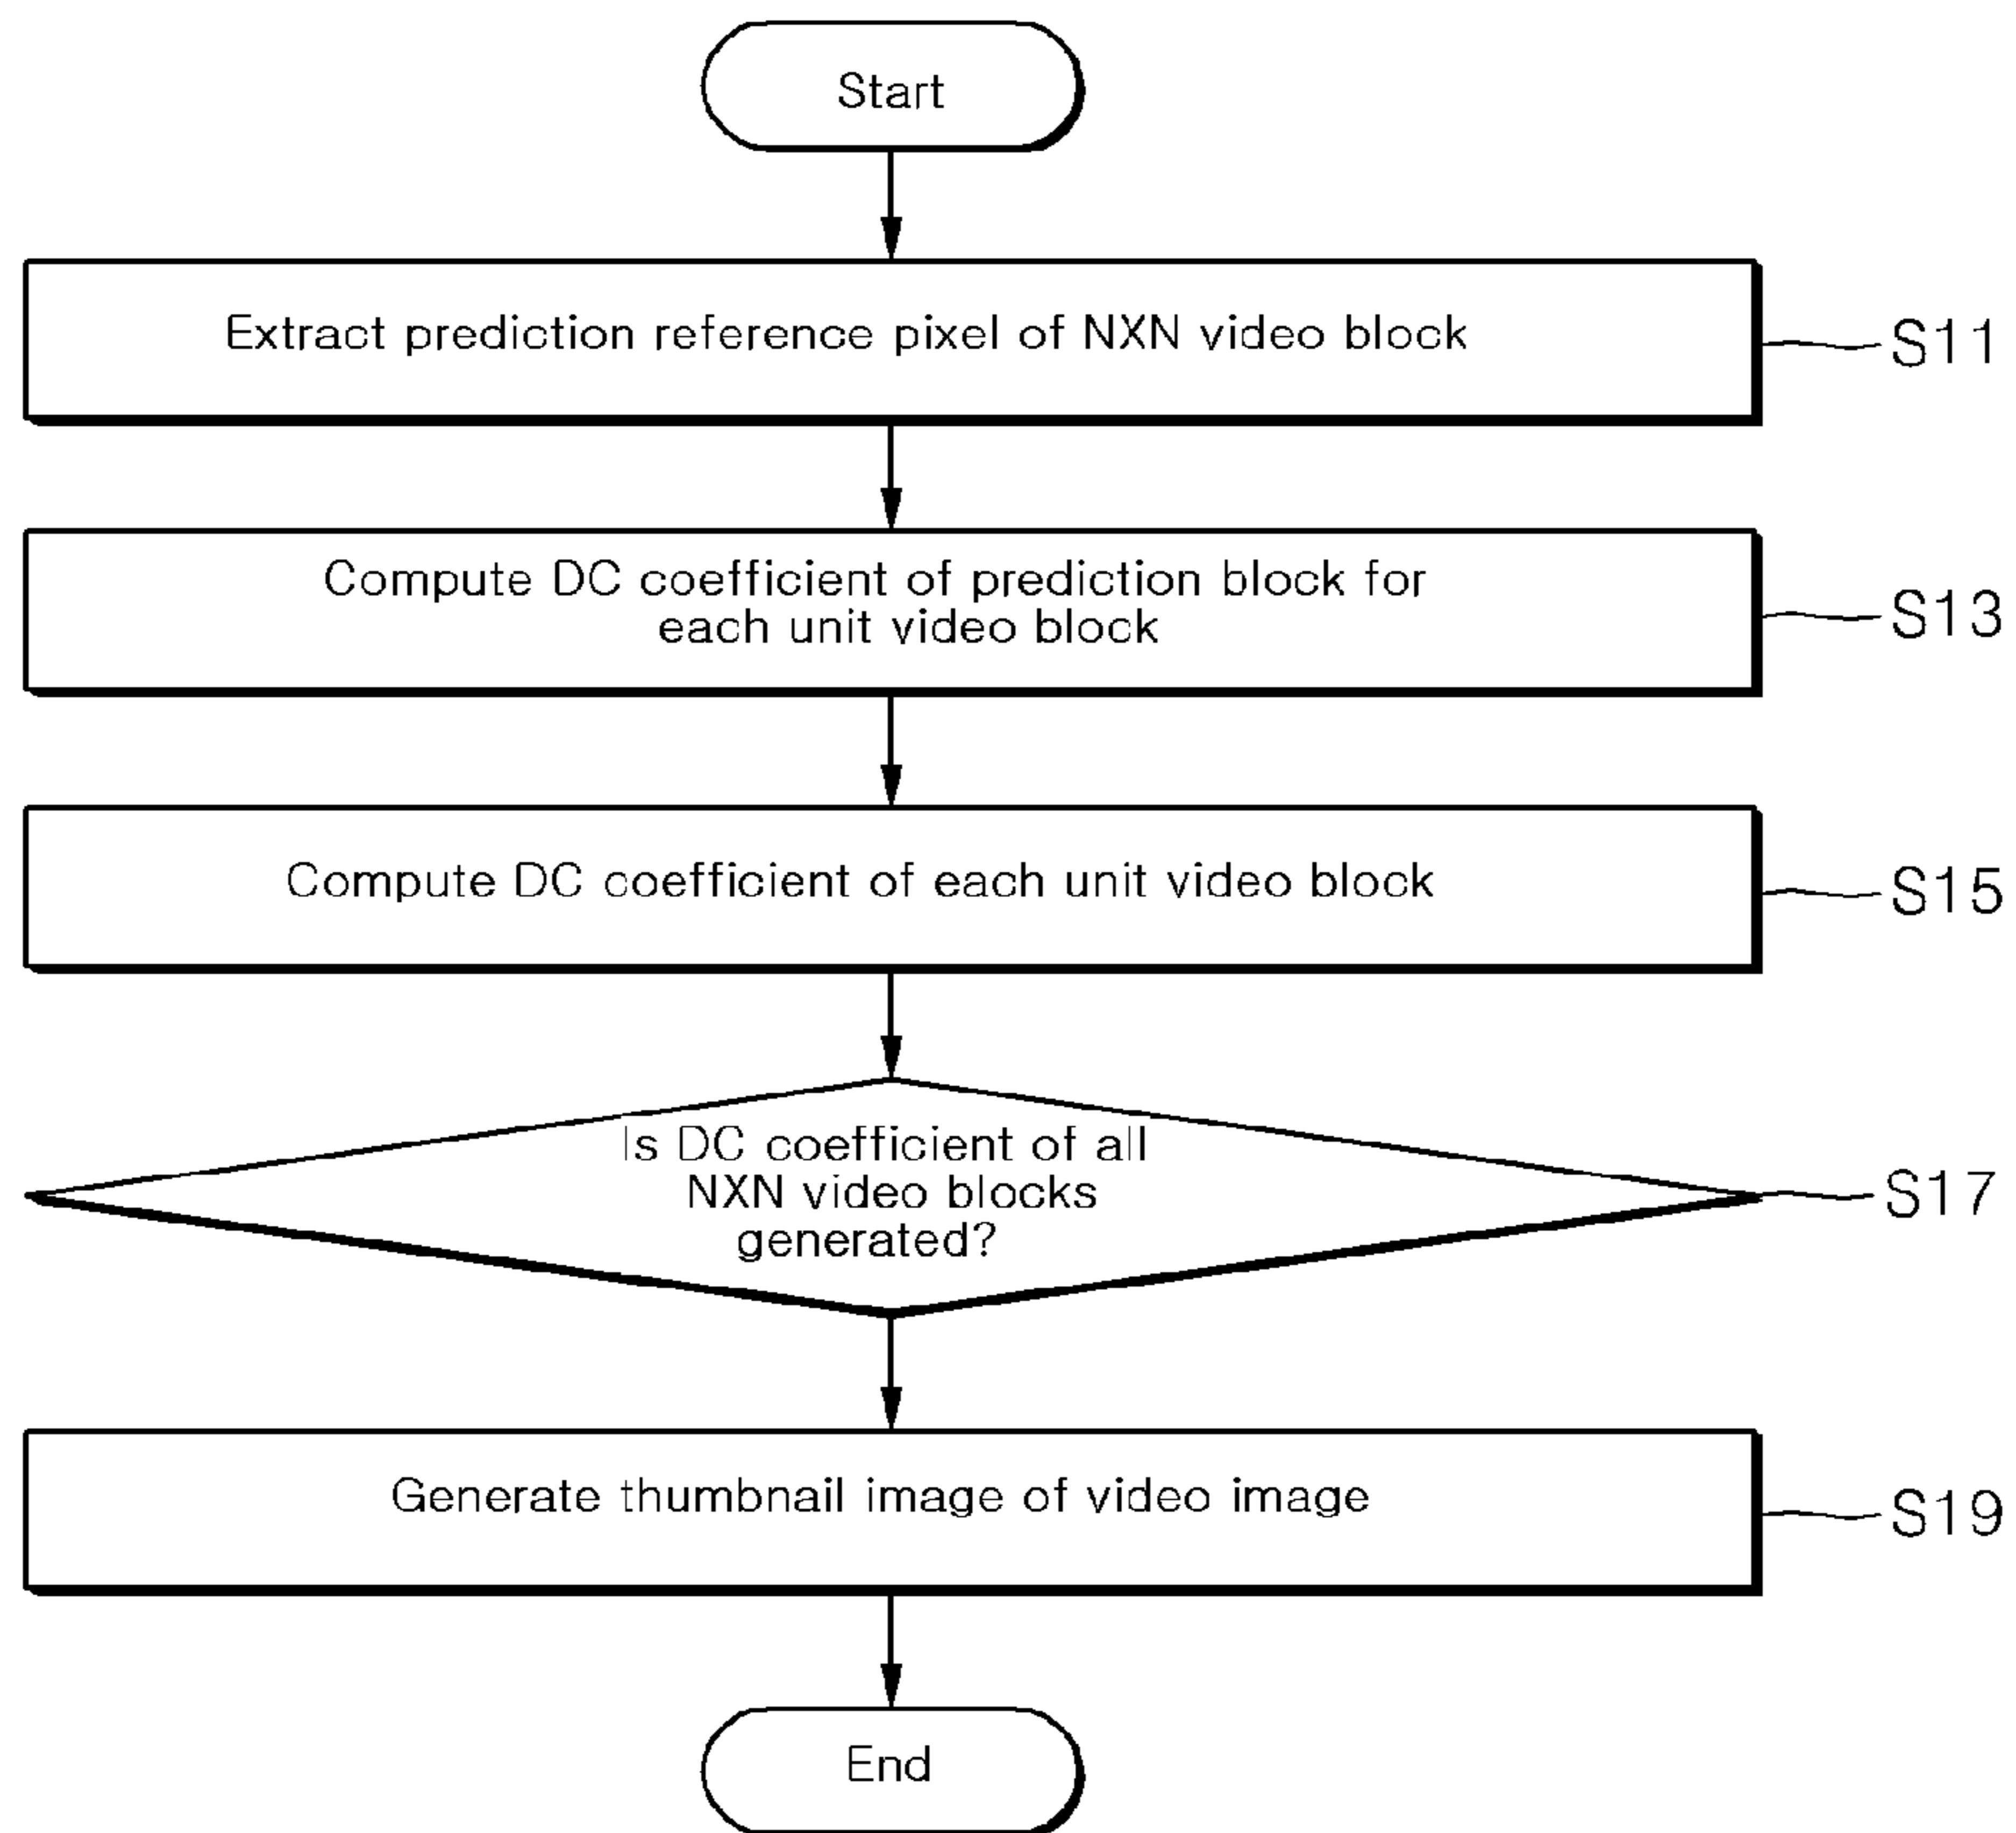 Start
Extract prediction reference pixel of NXN video block
S11
Compute DC coefficient of prediction block for
each unit video block
S13
Compute DC coefficient of each unit video block
S15
Is DC coefficient of all
NXN video blocks
generated?
S17
Generate thumbnail image of video image
S19
End